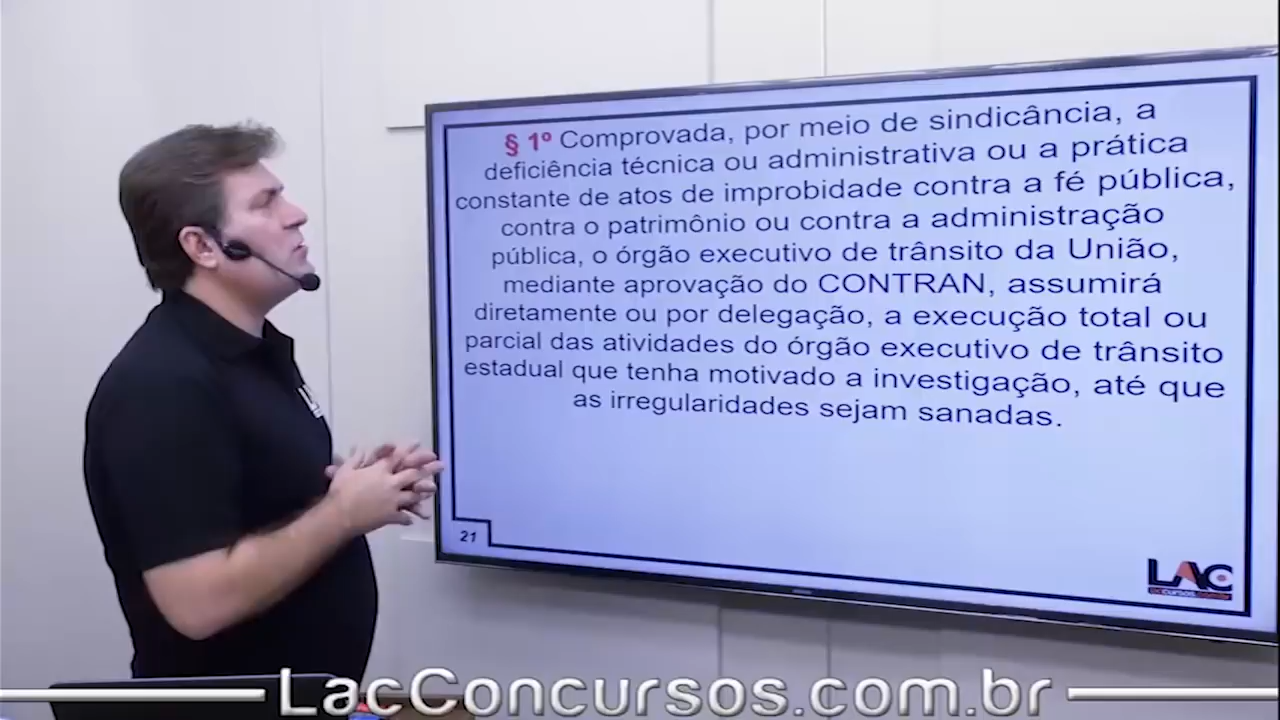 § 1º Comprovada, por meio de sindicância, a
deficiência técnica ou administrativa ou a prática
constante de atos de improbidade contra a fé pública,
contra o patrimônio ou contra a administração
pública, o órgão executivo de trânsito da União,
mediante aprovação do CONTRAN, assumirá
diretamente ou por delegação, a execução total ou
parcial das atividades do órgão executivo de trânsito
estadual que tenha motivado a investigação, até que
as irregularidades sejam sanadas.
21
LAC
LacConcursos.com.br